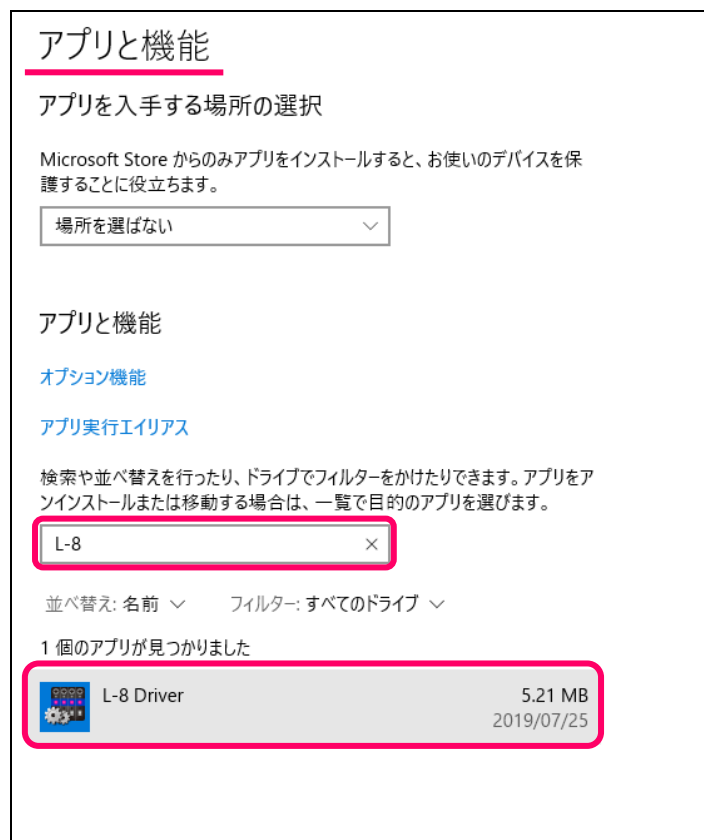 アプリと機能
アプリを入手する場所の選択
Microsoft Store からのみアプリをインストールすると、お使いのデバイスを保
護することに役立ちます。
場所を選ばない
アプリと機能
オプション機能
アプリ実行エイリアス
検索や並べ替えを行ったり、ドライブでフィルターをかけたりできます。アプリをア
ンインストールまたは移動する場合は、一覧で目的のアプリを選びます。
L-8
並べ替え: 名前 フィルター: すべてのドライブ
1 個のアプリが見つかりました
L-8 Driver 5.21 MB
2019/07/25